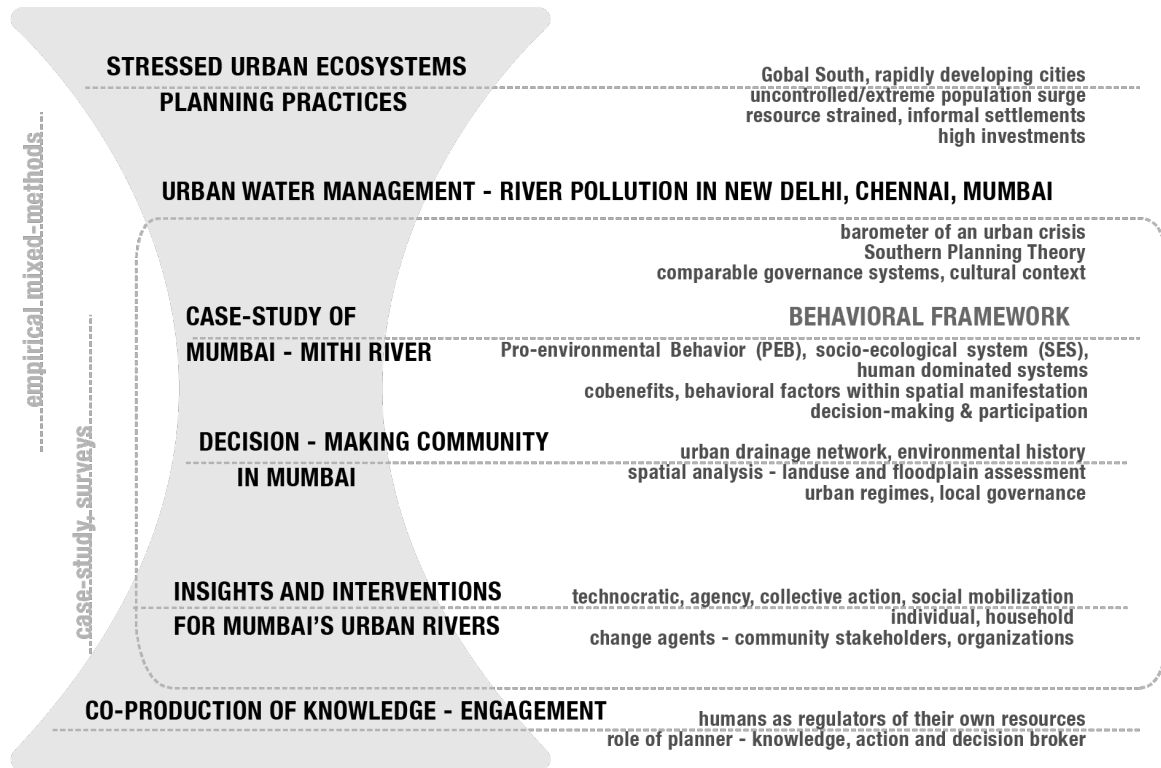 STRESSED URBAN ECOSYSTEMS
PLANNING PRACTICES
Gobal South, rapidly developing cities
uncontrolled/extreme population surge
resource strained, informal settlements
high investments
empirical mixed-methods
URBAN WATER MANAGEMENT - RIVER POLLUTION IN NEW DELHI, CHENNAI, MUMBAI
barometer of an urban crisis
Southern Planning Theory
comparable governance systems, cultural context
CASE-STUDY OF
MUMBAI - MITHI RIVER
BEHAVIORAL FRAMEWORK
Pro-environmental Behavior (PEB), socio-ecological system (SES),
human dominated systems
cobenefits, behavioral factors within spatial manifestation
decision-making & participation
case-study, surveys
DECISION - MAKING COMMUNITY
IN MUMBAI
urban drainage network, environmental history
spatial analysis - landuse and floodplain assessment
urban regimes, local governance
INSIGHTS AND INTERVENTIONS
FOR MUMBAI'S URBAN RIVERS
technocratic, agency, collective action, social mobilization
individual, household
change agents - community stakeholders, organizations
CO-PRODUCTION OF KNOWLEDGE - ENGAGEMENT
humans as regulators of their own resources
role of planner - knowledge, action and decision broker